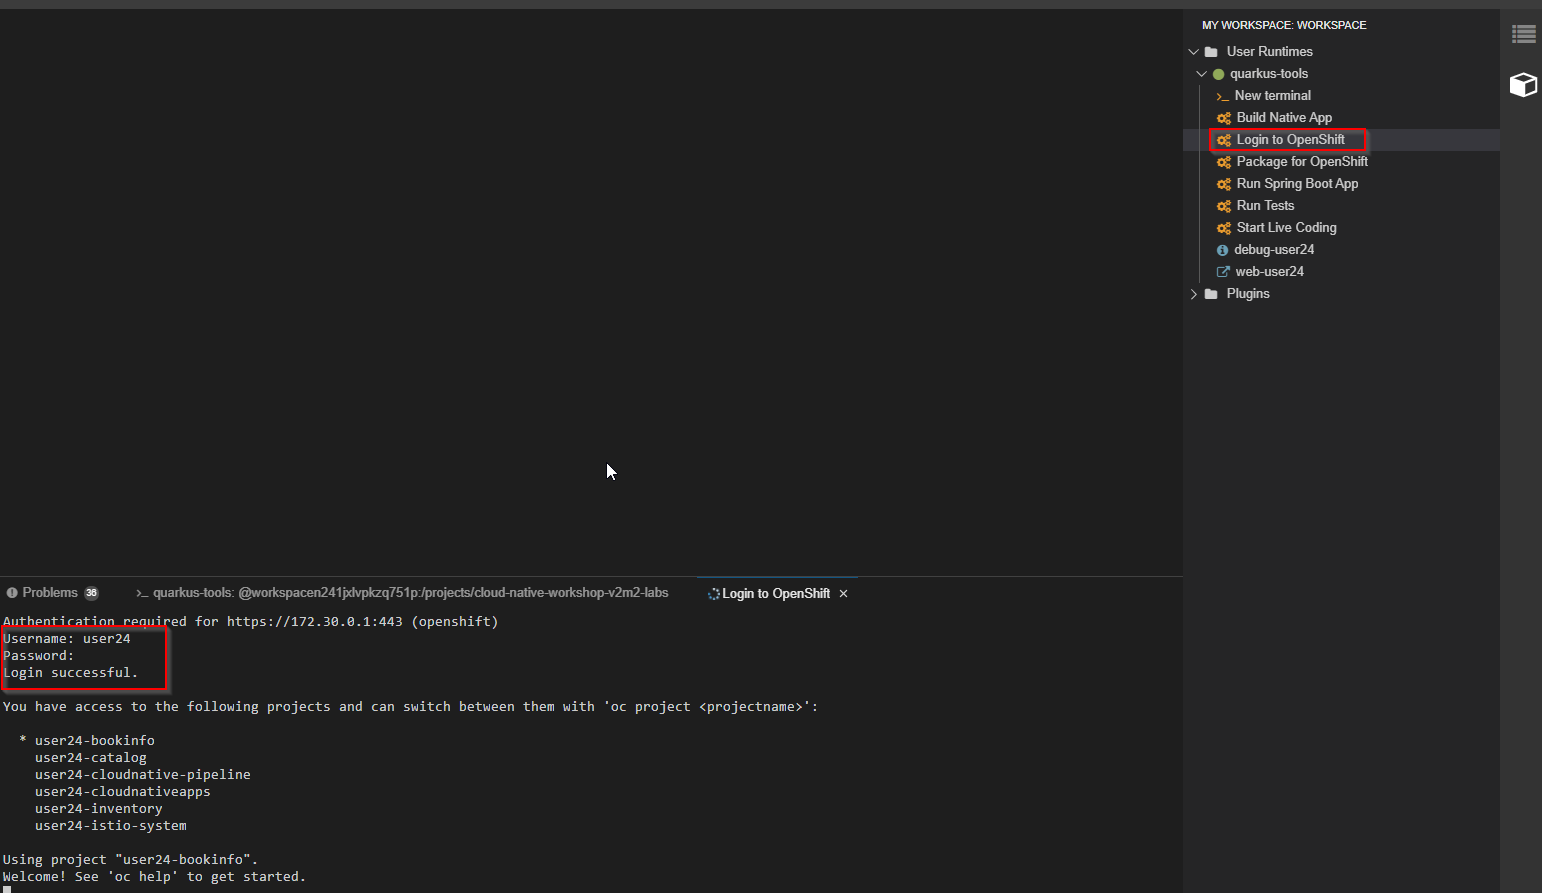 MY WORKSPACE: WORKSPACE
User Runtimes
quarkus-tools
>_ New terminal
Build Native App
Login to OpenShift
Package for OpenShift
Run Spring Boot App
Run Tests
Start Live Coding
debug-user24
web-user24
Plugins
Problems 36 >_ quarkus-tools: @workspacen241jxlvpkzq751p:/projects/cloud-native-workshop-v2m2-labs Login to OpenShift ×
Authentication required for https://172.30.0.1:443 (openshift)
Username: user24
Password:
Login successful.
You have access to the following projects and can switch between them with 'oc project <projectname>':
* user24-bookinfo
user24-catalog
user24-cloudnative-pipeline
user24-cloudnativeapps
user24-inventory
user24-istio-system
Using project "user24-bookinfo".
Welcome! See 'oc help' to get started.